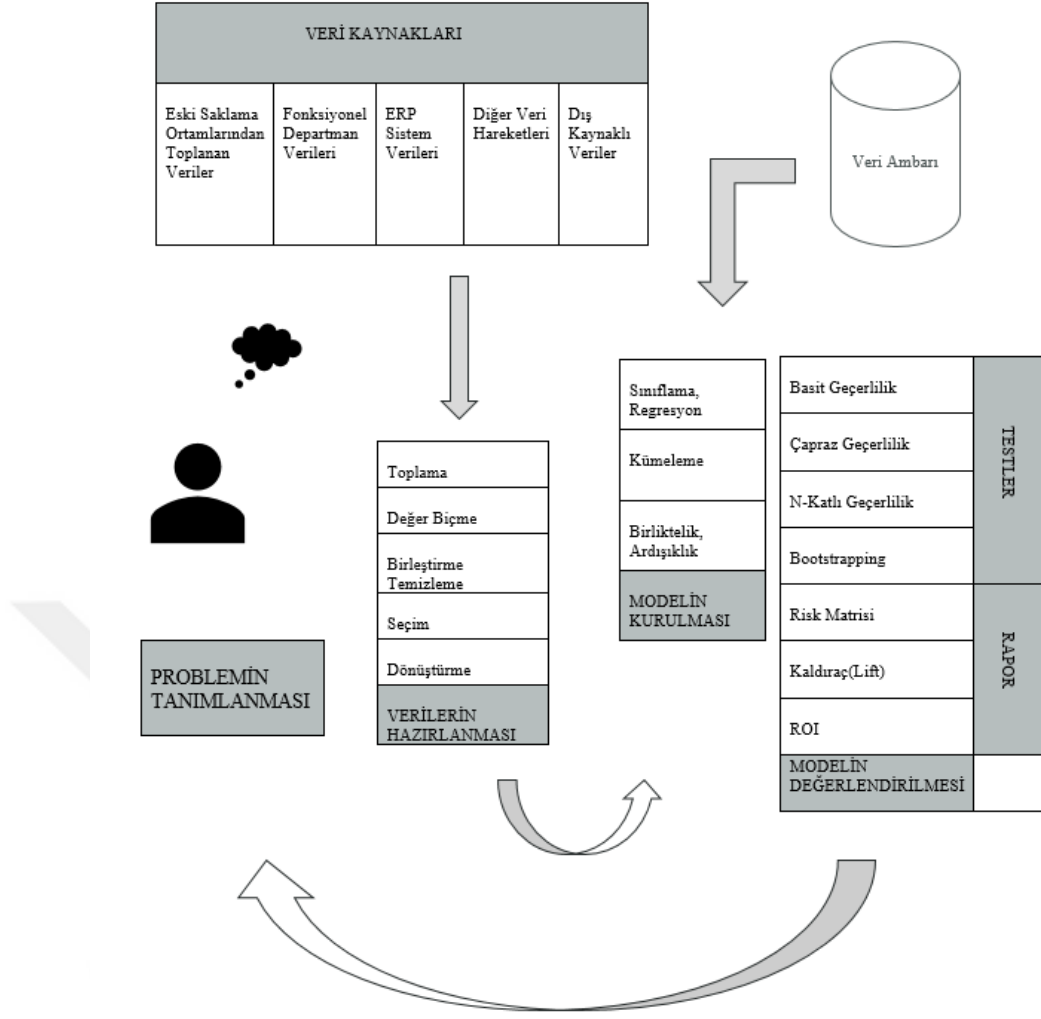 VERİ KAYNAKLARI
Eski Saklama
Ortamlarından
Toplanan
Veriler
Fonksiyonel
Departman
Verileri
ERP
Sistem
Verileri
Diğer Veri
Hareketleri
Dış
Kaynaklı
Veriler
Veri Ambarı
PROBLEMİN
TANIMLANMASI
Toplama
Değer Biçme
Birleştirme
Temizleme
Seçim
Dönüştürme
VERİLERİN
HAZIRLANMASI
Sınıflama,
Regresyon
Kümeleme
Birliktelik,
Ardışıklık
MODELİN
KURULMASI
Basit Geçerlilik
Çapraz Geçerlilik
N-Katlı Geçerlilik
Bootstrapping
Risk Matrisi
Kaldıraç(Lift)
ROI
MODELİN
DEĞERLENDİRİLMESİ
TESTLER
RAPOR